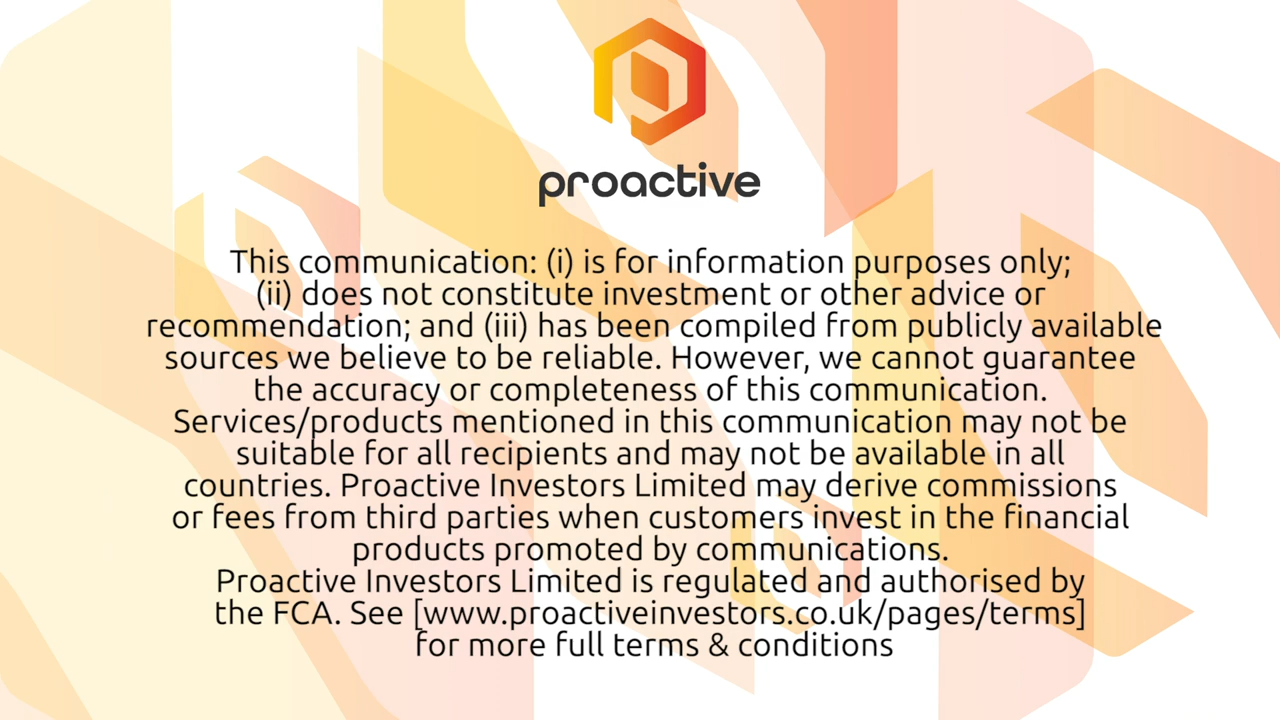 proactive
This communication: (i) is for information purposes only;
(ii) does not constitute investment or other advice or
recommendation; and (iii) has been compiled from publicly available
sources we believe to be reliable. However, we cannot guarantee
the accuracy or completeness of this communication.
Services/products mentioned in this communication may not be
suitable for all recipients and may not be available in all
countries. Proactive Investors Limited may derive commissions
or fees from third parties when customers invest in the financial
products promoted by communications.
Proactive Investors Limited is regulated and authorised by
the FCA. See [www.proactiveinvestors.co.uk/pages/terms]
for more full terms & conditions